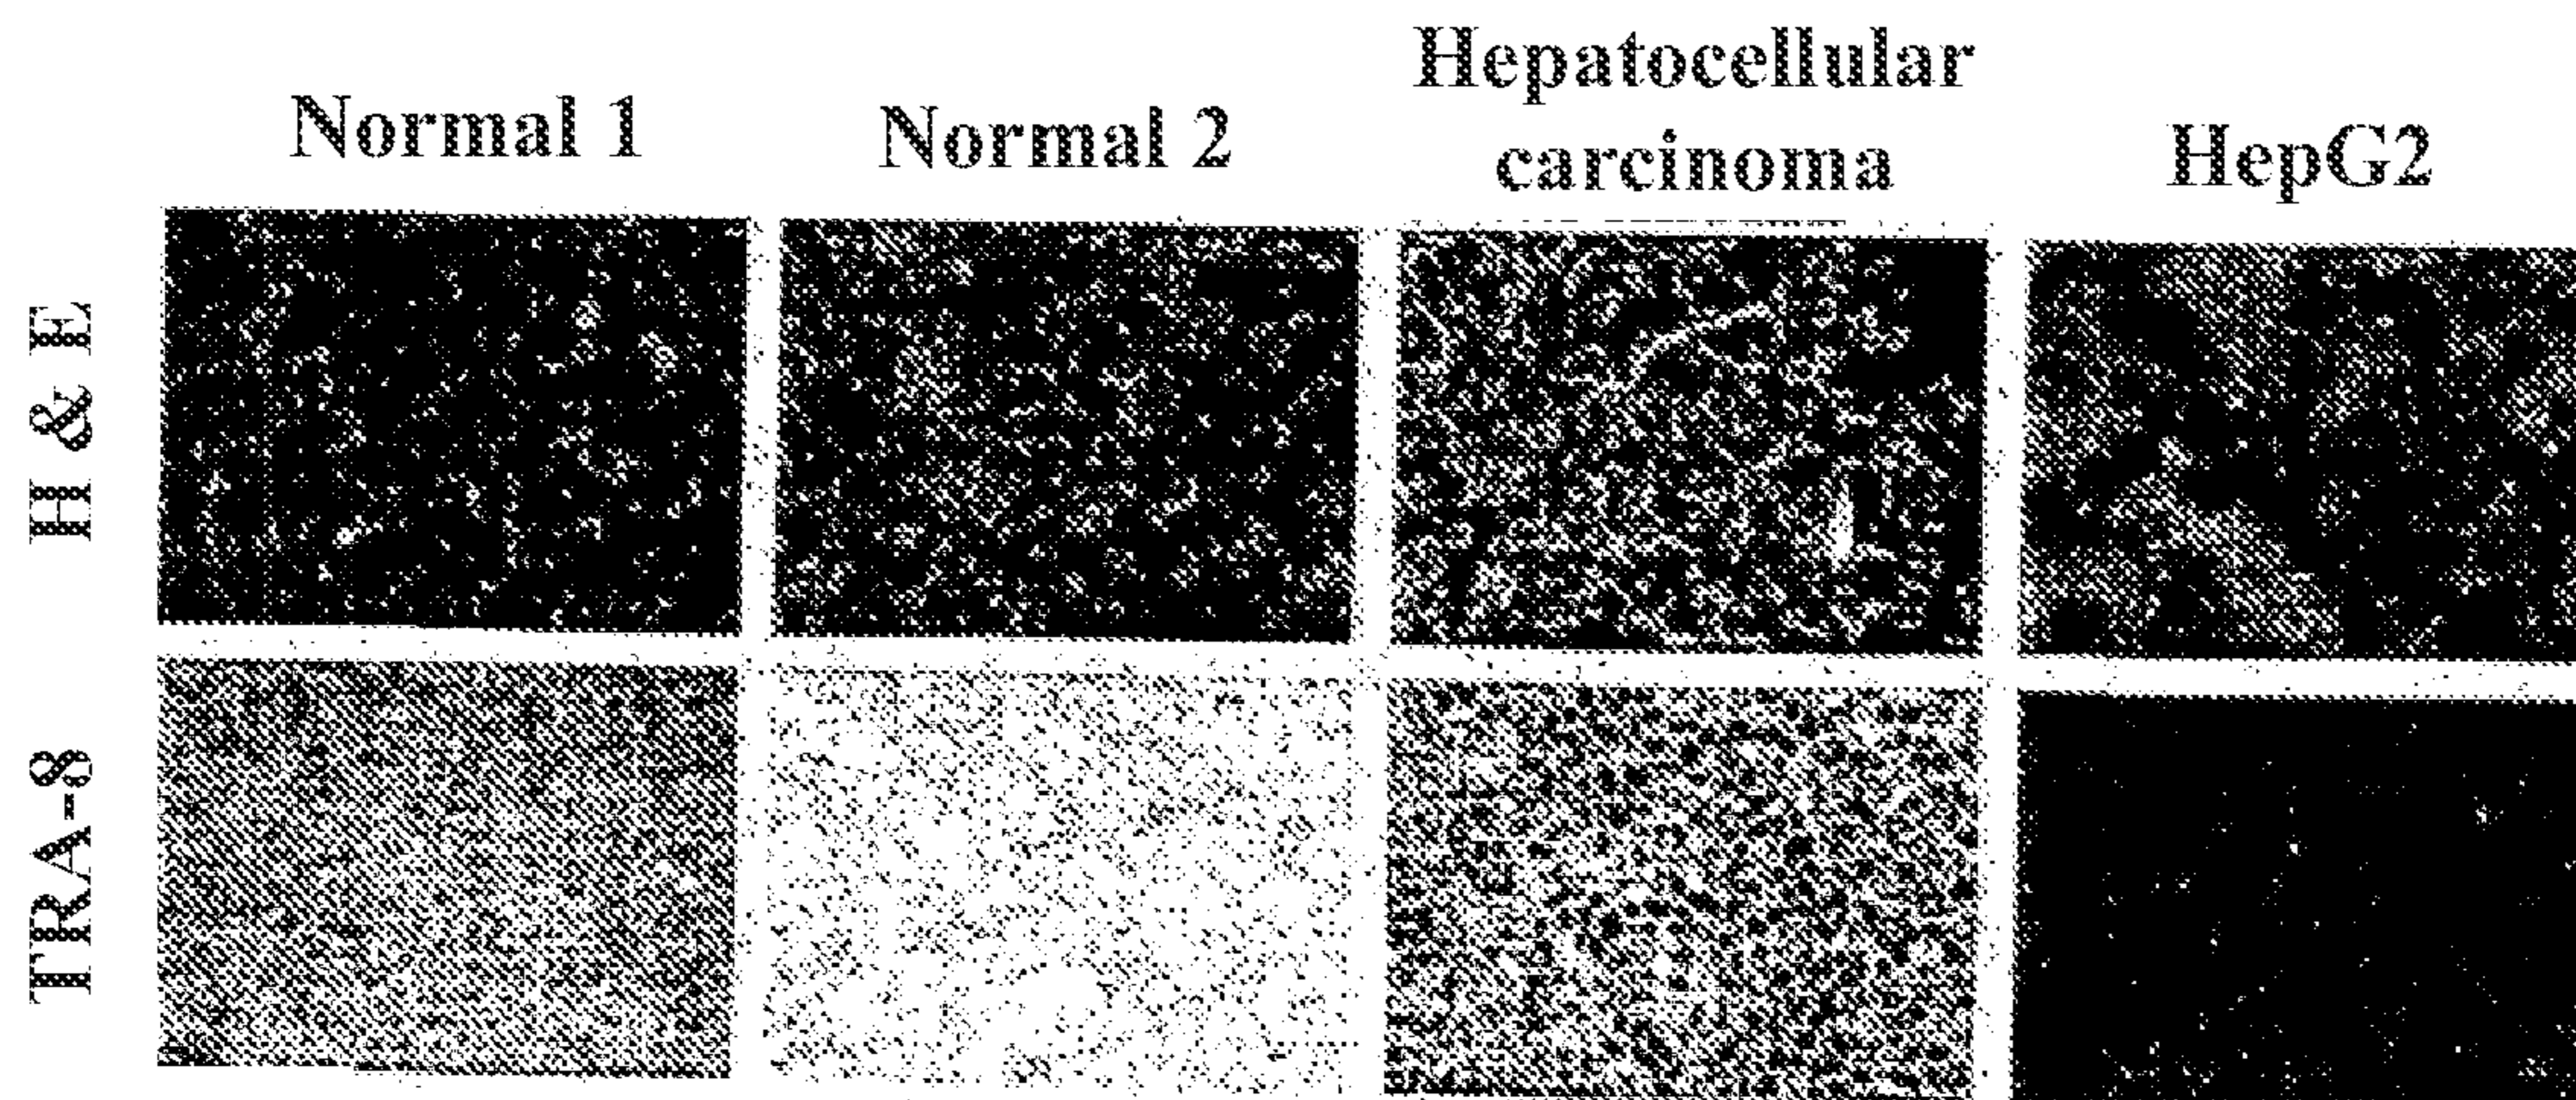 Normal 1
Normal 2
Hepatocellular
carcinoma
HepG2
H & E
TRA-8